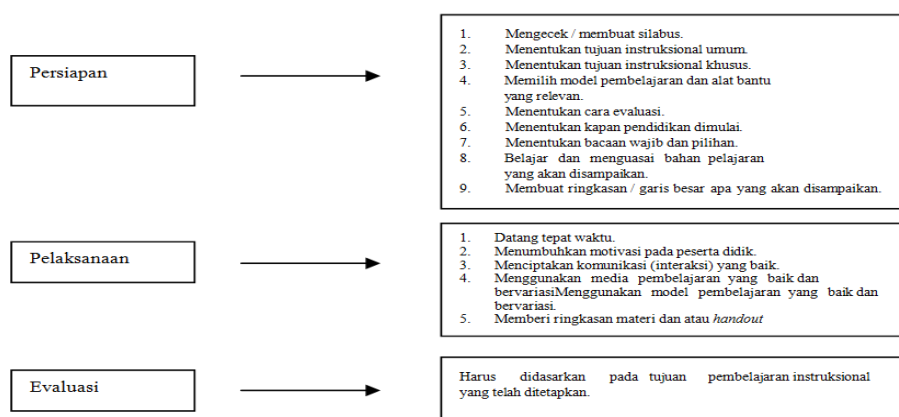 Persiapan
1. Mengecek / membuat silabus.
2. Menentukan tujuan instruksional umum.
3. Menentukan tujuan instruksional khusus.
4. Memilih model pembelajaran dan alat bantu
yang relevan.
5. Menentukan cara evaluasi.
6. Menentukan kapan pendidikan dimulai.
7. Menentukan bacaan wajib dan pilihan.
8. Belajar dan menguasai bahan pelajaran
yang akan disampaikan.
9. Membuat ringkasan / garis besar apa yang akan disampaikan.
Pelaksanaan
1. Datang tepat waktu.
2. Menumbuhkan motivasi pada peserta didik.
3. Menciptakan komunikasi (interaksi) yang baik.
4. Menggunakan media pembelajaran yang baik dan
bervariasiMenggunakan model pembelajaran yang baik dan
bervariasi.
5. Memberi ringkasan materi dan atau handout
Evaluasi
Harus didasarkan pada tujuan pembelajaran instruksional
yang telah ditetapkan.